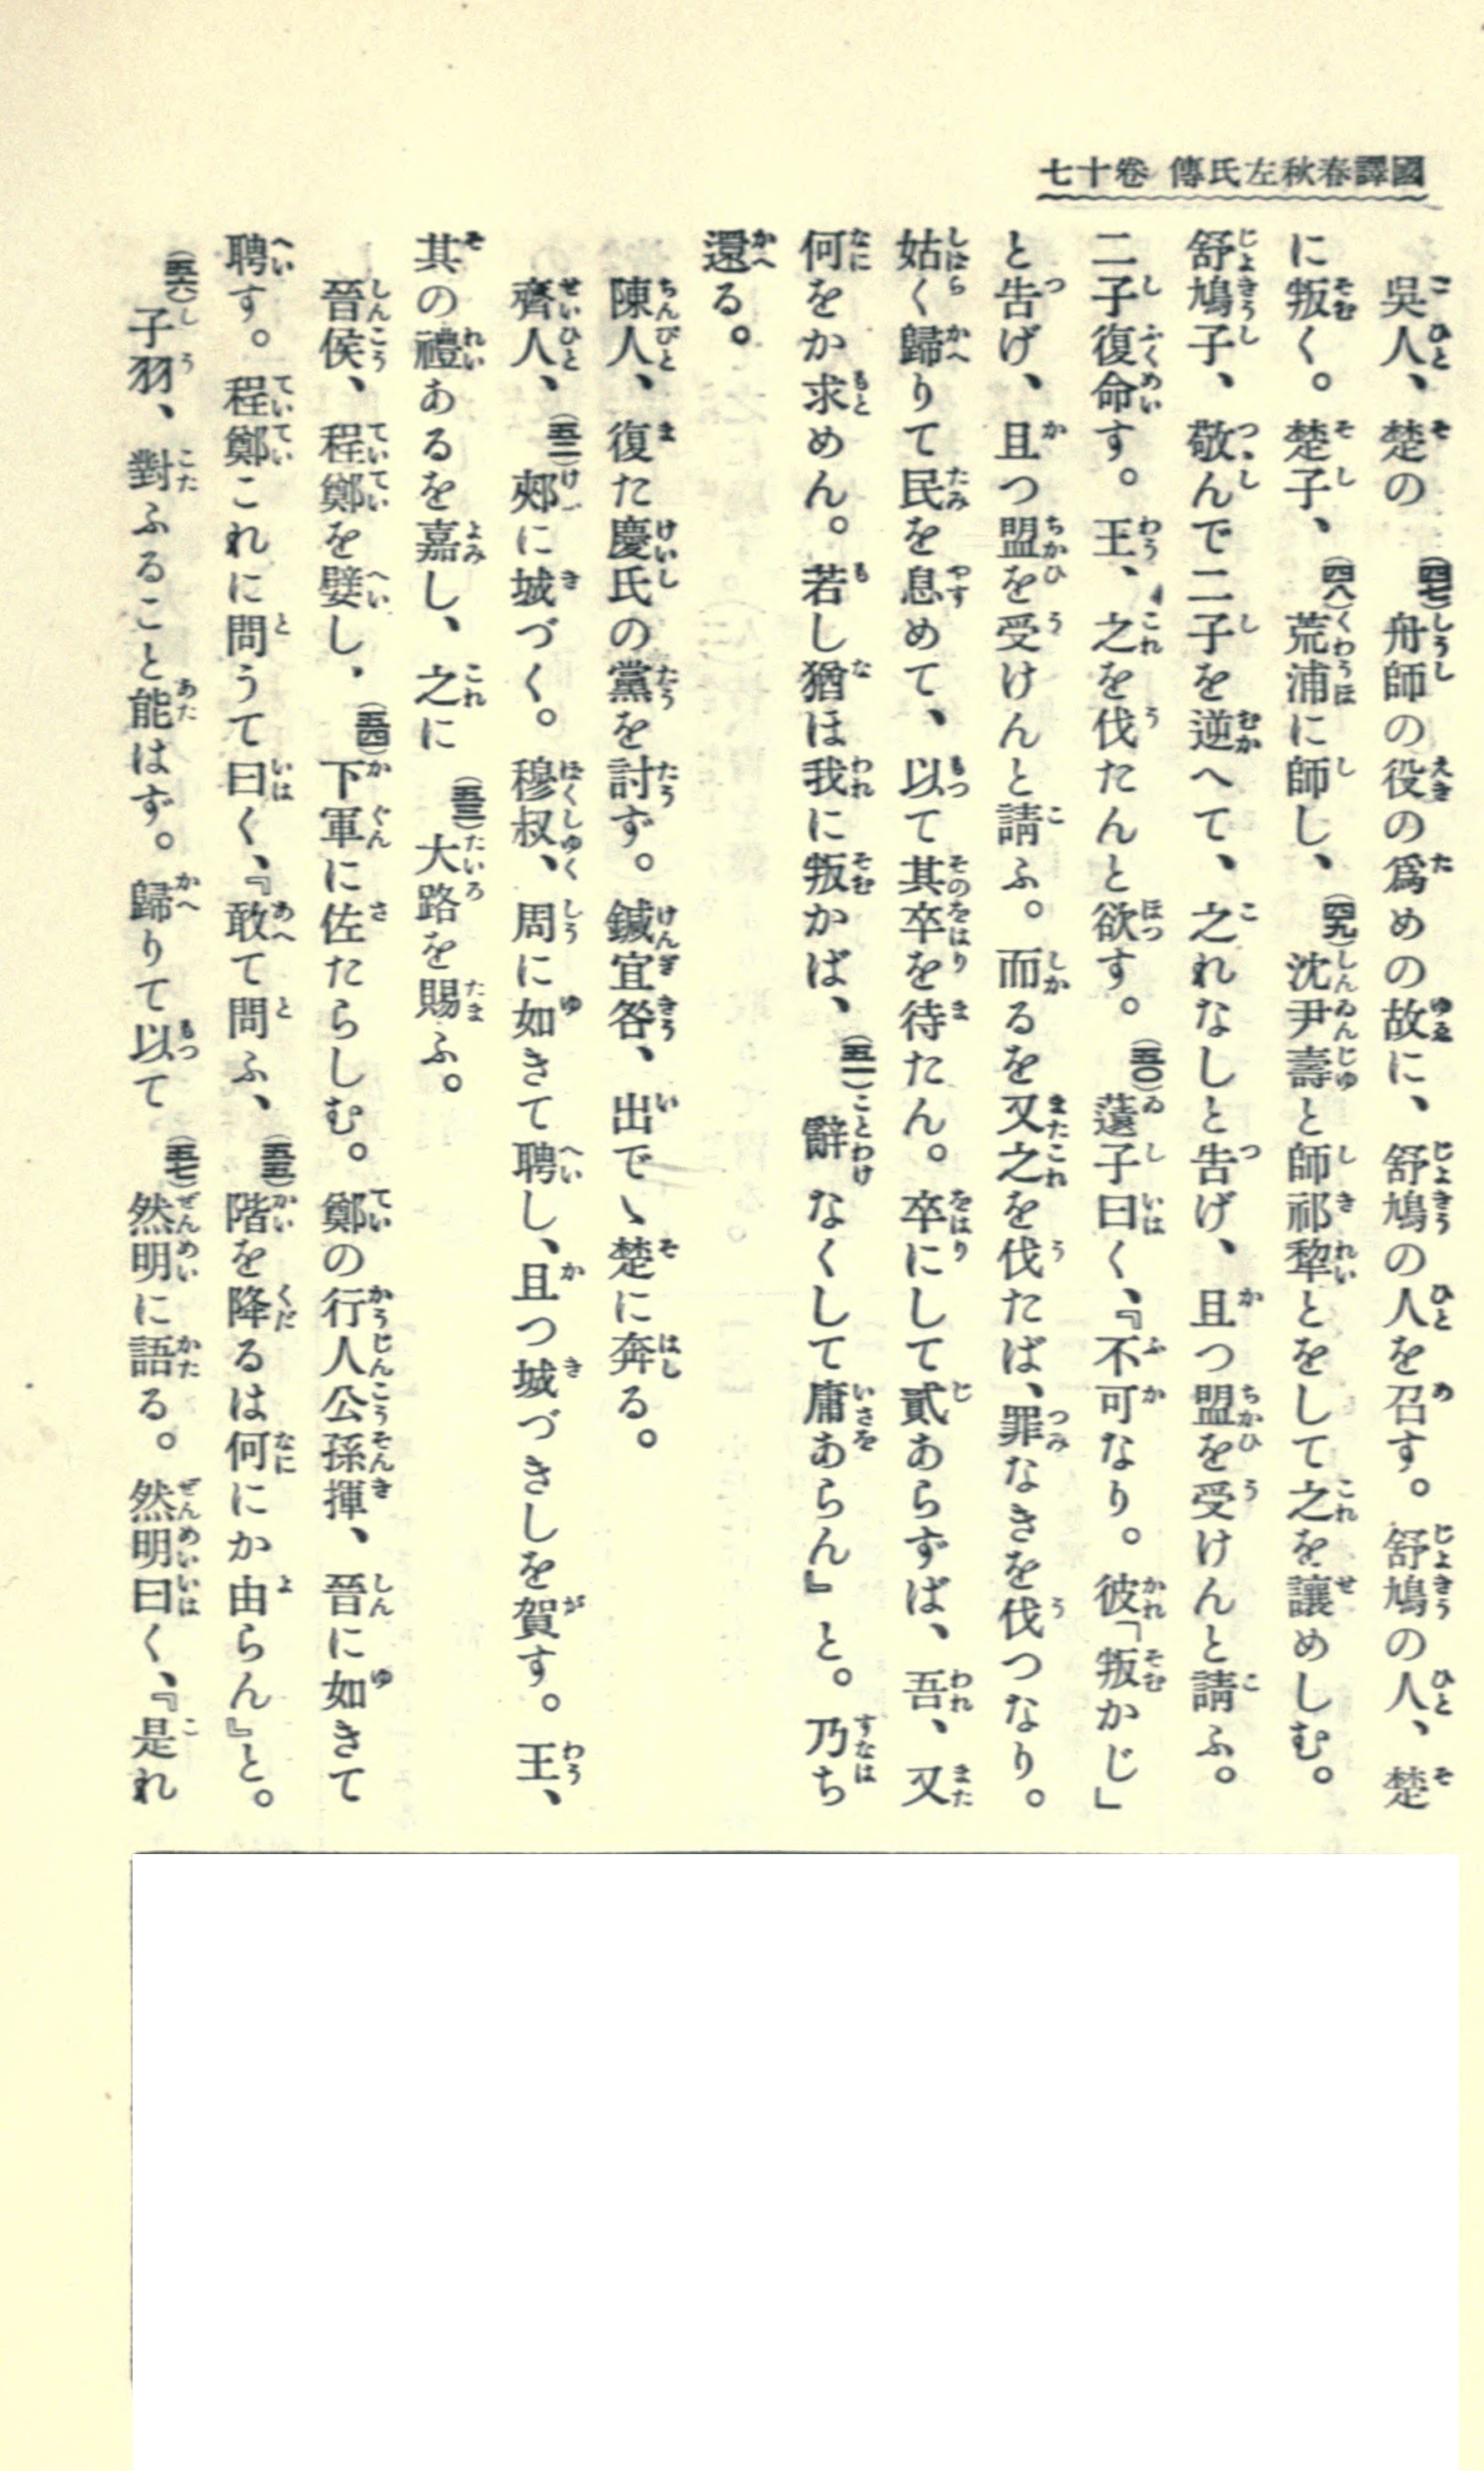 國譯春秋左氏傳 卷十七
吳人、楚の(四七)舟師の役の爲めの故に、舒鳩の人を召す。舒鳩の人、楚
に叛く。楚子、(四八)荒浦に師し、(四九)沈尹壽と師祁犂とをして之を讓めしむ。
舒鳩子、敬んで二子を逆へて、之れなしと告げ、且つ盟を受けんと請ふ。
二子復命す。王、之を伐たんと欲す。(五〇)薳子曰く、『不可なり。彼「叛かじ」
と告げ、且つ盟を受けんと請ふ。而るを又之を伐たば、罪なきを伐つなり。
姑く歸りて民を息めて、以て其卒を待たん。卒にして貳あらずば、吾、又
何をか求めん。若し猶ほ我に叛かば、(五一)辭なくして庸あらん』と。乃ち
還る。
陳人、復た慶氏の黨を討ず。鍼宜咎、出でゝ楚に奔る。
齊人、(五二)郟に城づく。穆叔、周に如きて聘し、且つ城づきしを賀す。王、
其の禮あるを嘉し、之に(五三)大路を賜ふ。
晉侯、程鄭を嬖し、(五四)下軍に佐たらしむ。鄭の行人公孫揮、晉に如きて
聘す。程鄭これに問うて曰く、『敢て問ふ、(五五)階を降るは何にか由らん』と。
(五六)子羽、對ふること能はず。歸りて以て(五七)然明に語る。然明曰く、『是れ